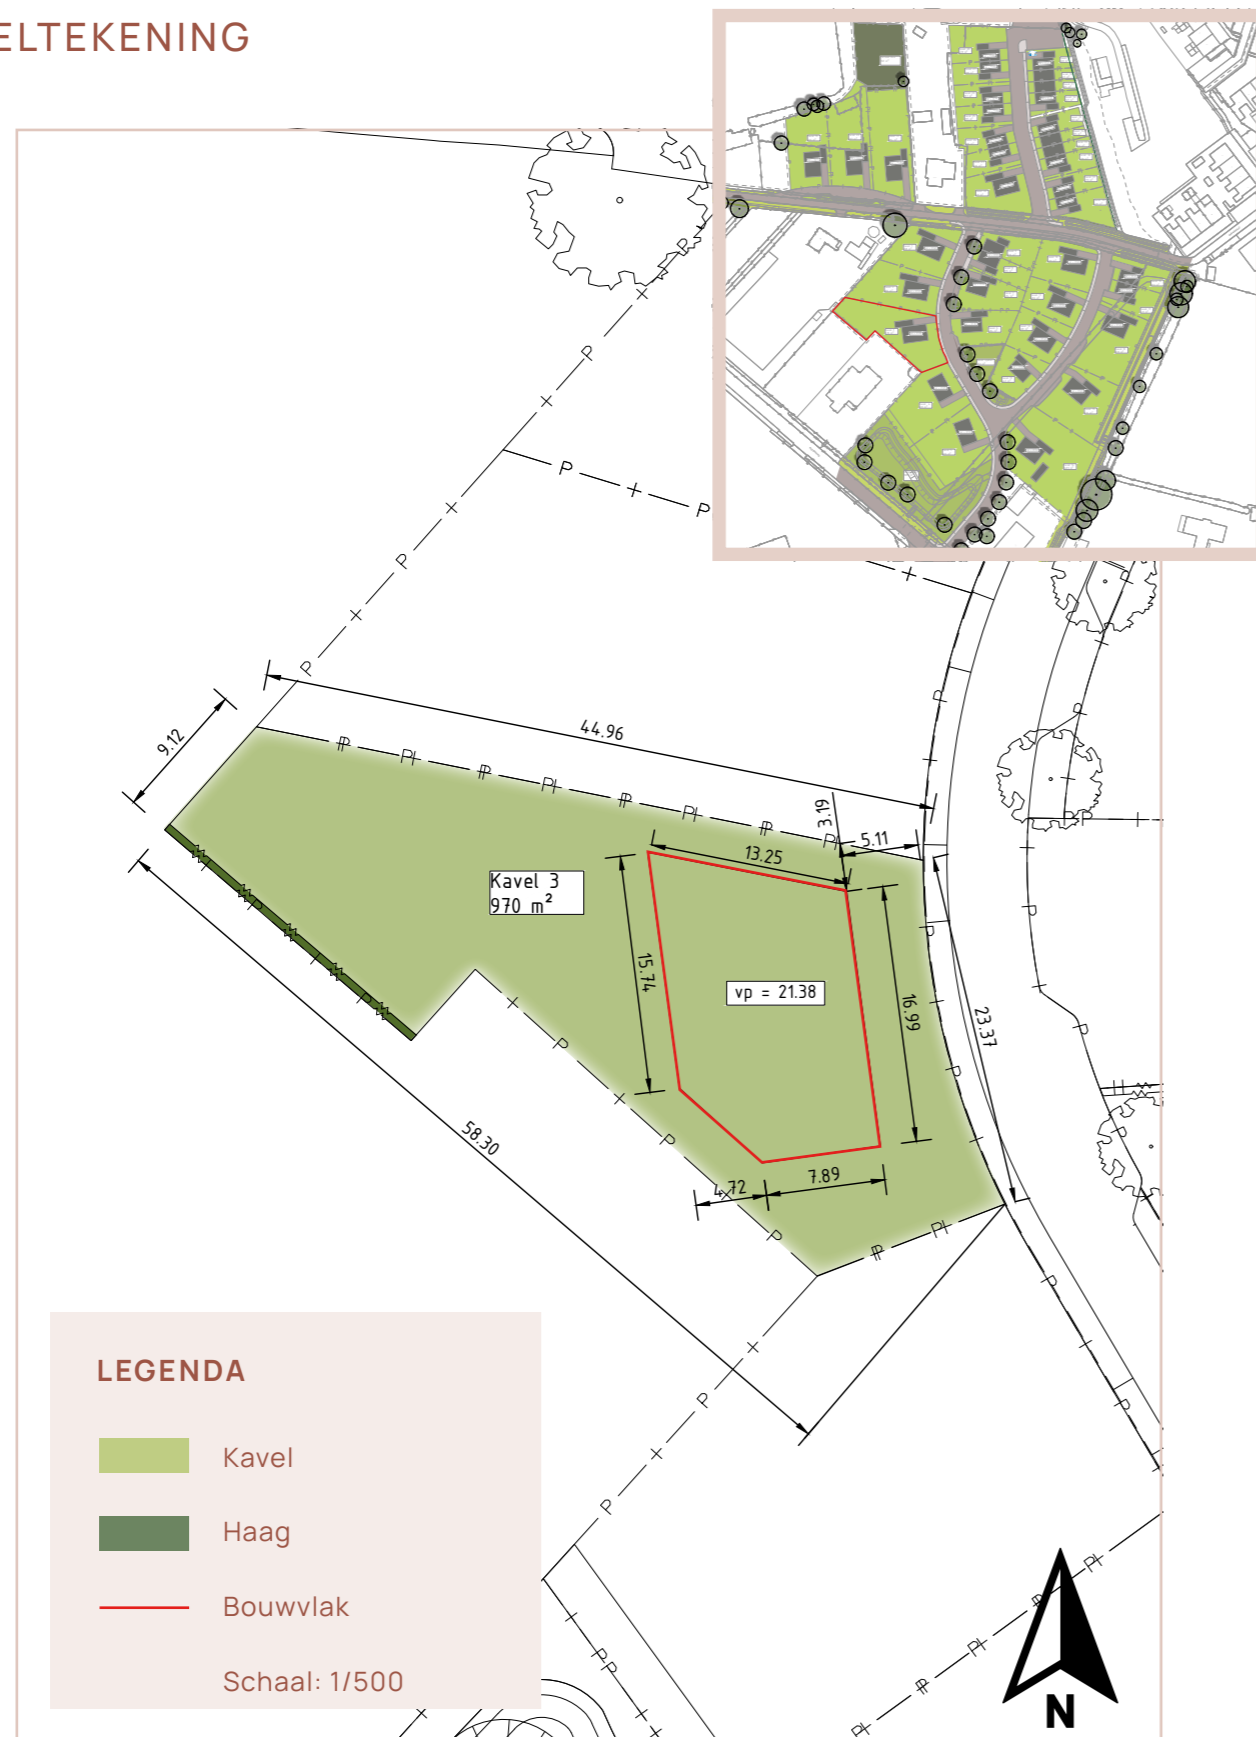 ELTEKENING
9.12
44.96
3.19
5.11
13.25
Kavel 3
970 m²
15.74
vp = 21.38
16.99
23.37
58.30
4.72
7.89
LEGENDA
Kavel
Haag
Bouwvlak
Schaal: 1/500
N